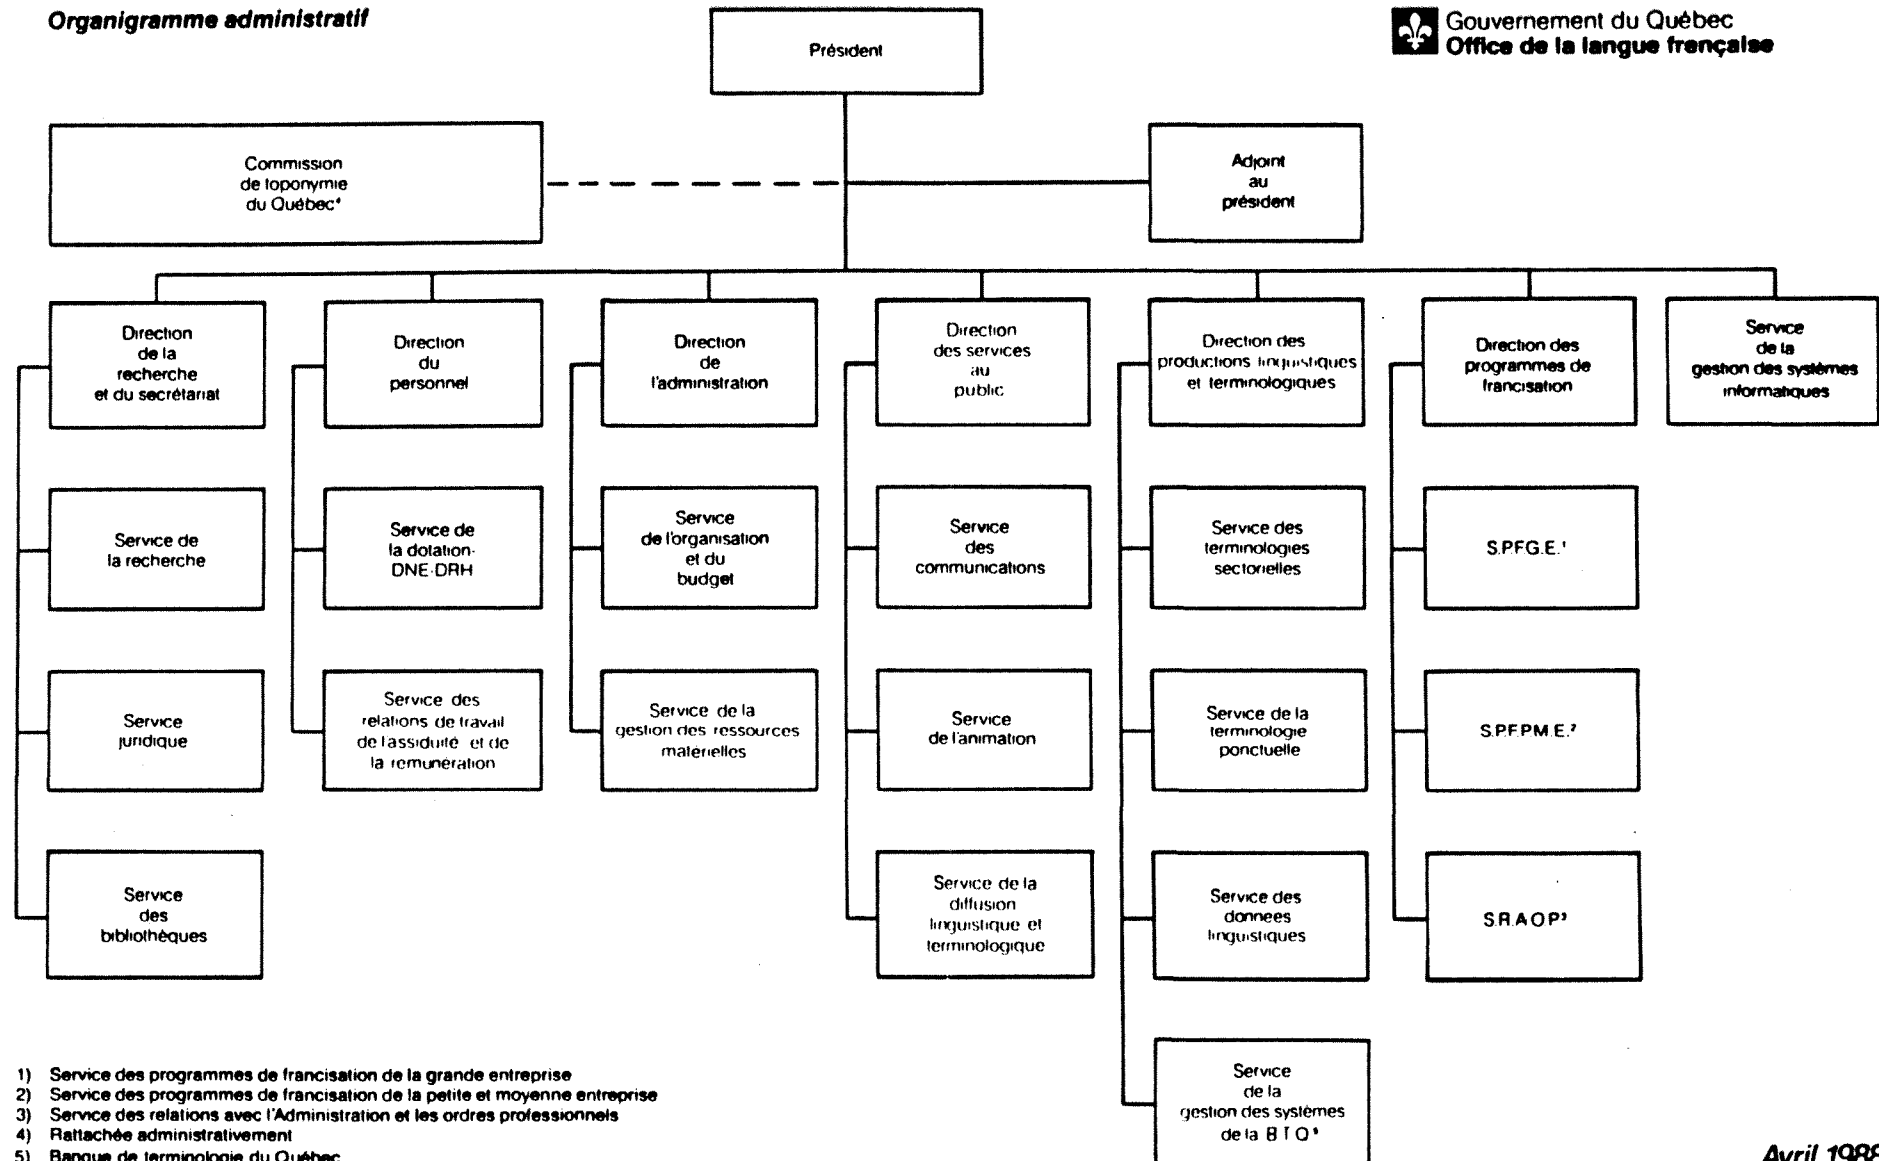 Organigramme administratif
Gouvernement du Québec
Office de la langue française
Président
Commission
de toponymie
du Québec⁴
Adjoint
au
président
Direction
de la
recherche
et du secrétariat
Direction
du
personnel
Direction
de
l'administration
Direction
des services
au
public
Direction des
productions linguistiques
et terminologiques
Direction des
programmes de
francisation
Service
de la
gestion des systèmes
informatiques
Service de
la recherche
Service de
la dotation-
DNE-DRH
Service
de l'organisation
et du
budget
Service
des
communications
Service des
terminologies
sectorielles
S.P.F.G.E.¹
Service
juridique
Service des
relations de travail
de l'assiduité et de
la rémunération
Service de la
gestion des ressources
matérielles
Service
de l'animation
Service de la
terminologie
ponctuelle
S.P.F.P.M.E.²
Service
des
bibliothèques
Service de la
diffusion
linguistique et
terminologique
Service des
données
linguistiques
S.R.A.O.P.³
Service
de la
gestion des systèmes
de la B.T.Q.⁵
1) Service des programmes de francisation de la grande entreprise
2) Service des programmes de francisation de la petite et moyenne entreprise
3) Service des relations avec l'Administration et les ordres professionnels
4) Rattachée administrativement
5) Banque de terminologie du Québec
Avril 1988